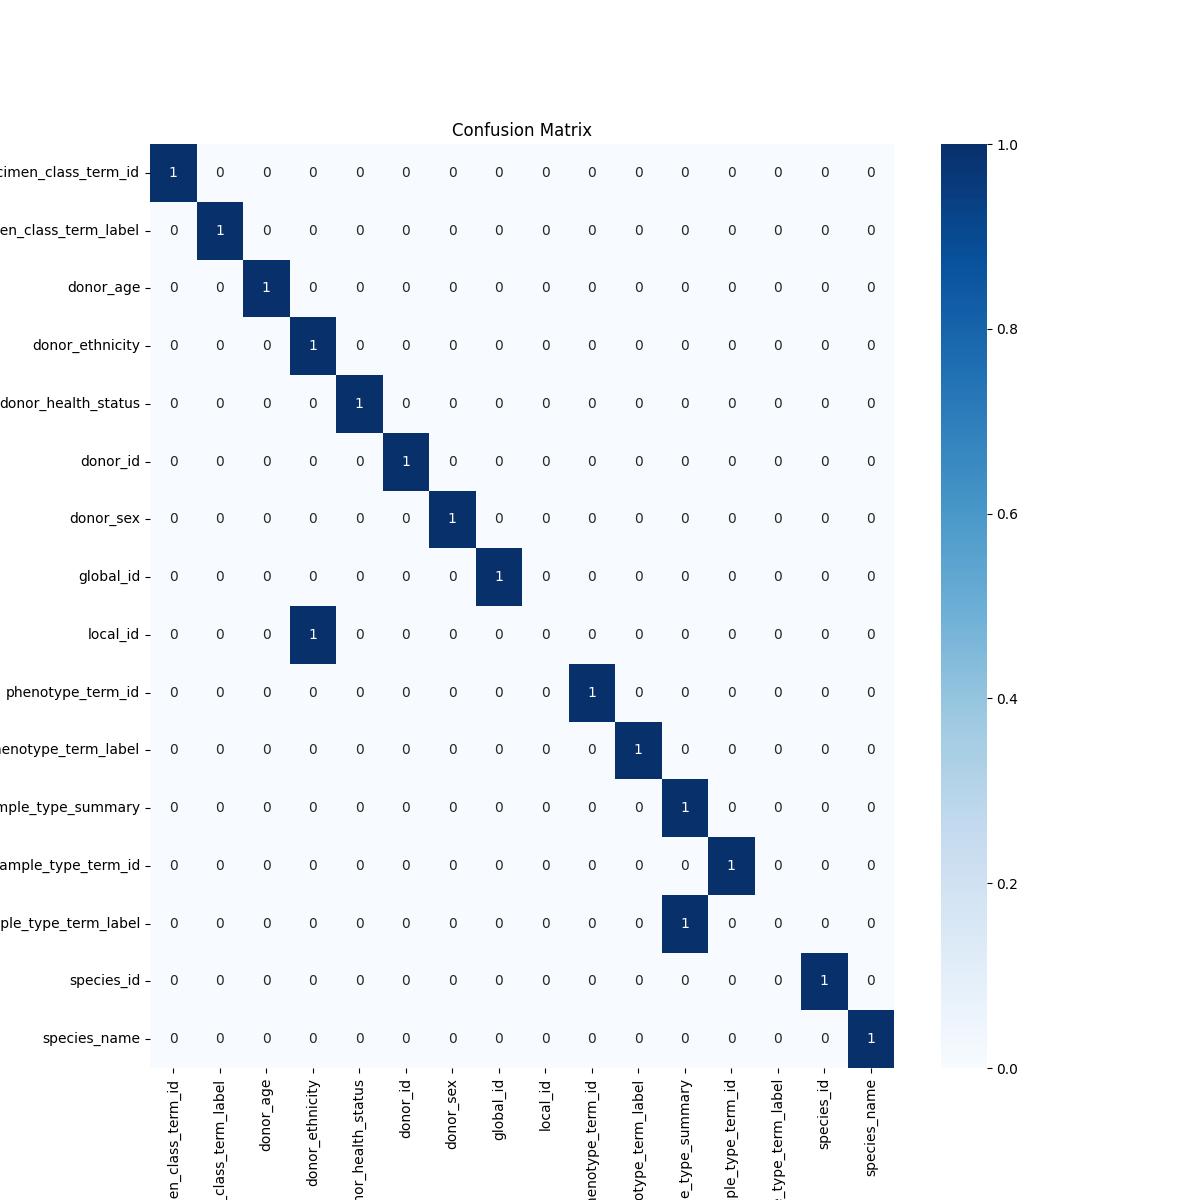 Confusion Matrix
cimen_class_term_id 1 0 0 0 0 0 0 0 0 0 0 0 0 0 0 0
en_class_term_label 0 1 0 0 0 0 0 0 0 0 0 0 0 0 0 0
donor_age 0 0 1 0 0 0 0 0 0 0 0 0 0 0 0 0
donor_ethnicity 0 0 0 1 0 0 0 0 0 0 0 0 0 0 0 0
donor_health_status 0 0 0 0 1 0 0 0 0 0 0 0 0 0 0 0
donor_id 0 0 0 0 0 1 0 0 0 0 0 0 0 0 0 0
donor_sex 0 0 0 0 0 0 1 0 0 0 0 0 0 0 0 0
global_id 0 0 0 0 0 0 0 1 0 0 0 0 0 0 0 0
local_id 0 0 0 1 0 0 0 0 0 0 0 0 0 0 0 0
phenotype_term_id 0 0 0 0 0 0 0 0 0 1 0 0 0 0 0 0
enotype_term_label 0 0 0 0 0 0 0 0 0 0 1 0 0 0 0 0
mple_type_summary 0 0 0 0 0 0 0 0 0 0 0 1 0 0 0 0
ample_type_term_id 0 0 0 0 0 0 0 0 0 0 0 0 1 0 0 0
ple_type_term_label 0 0 0 0 0 0 0 0 0 0 0 1 0 0 0 0
species_id 0 0 0 0 0 0 0 0 0 0 0 0 0 0 1 0
species_name 0 0 0 0 0 0 0 0 0 0 0 0 0 0 0 1
en_class_term_id
_class_term_label
donor_age
donor_ethnicity
nor_health_status
donor_id
donor_sex
global_id
local_id
henotype_term_id
otype_term_label
e_type_summary
ple_type_term_id
_type_term_label
species_id
species_name
1.0
0.8
0.6
0.4
0.2
0.0